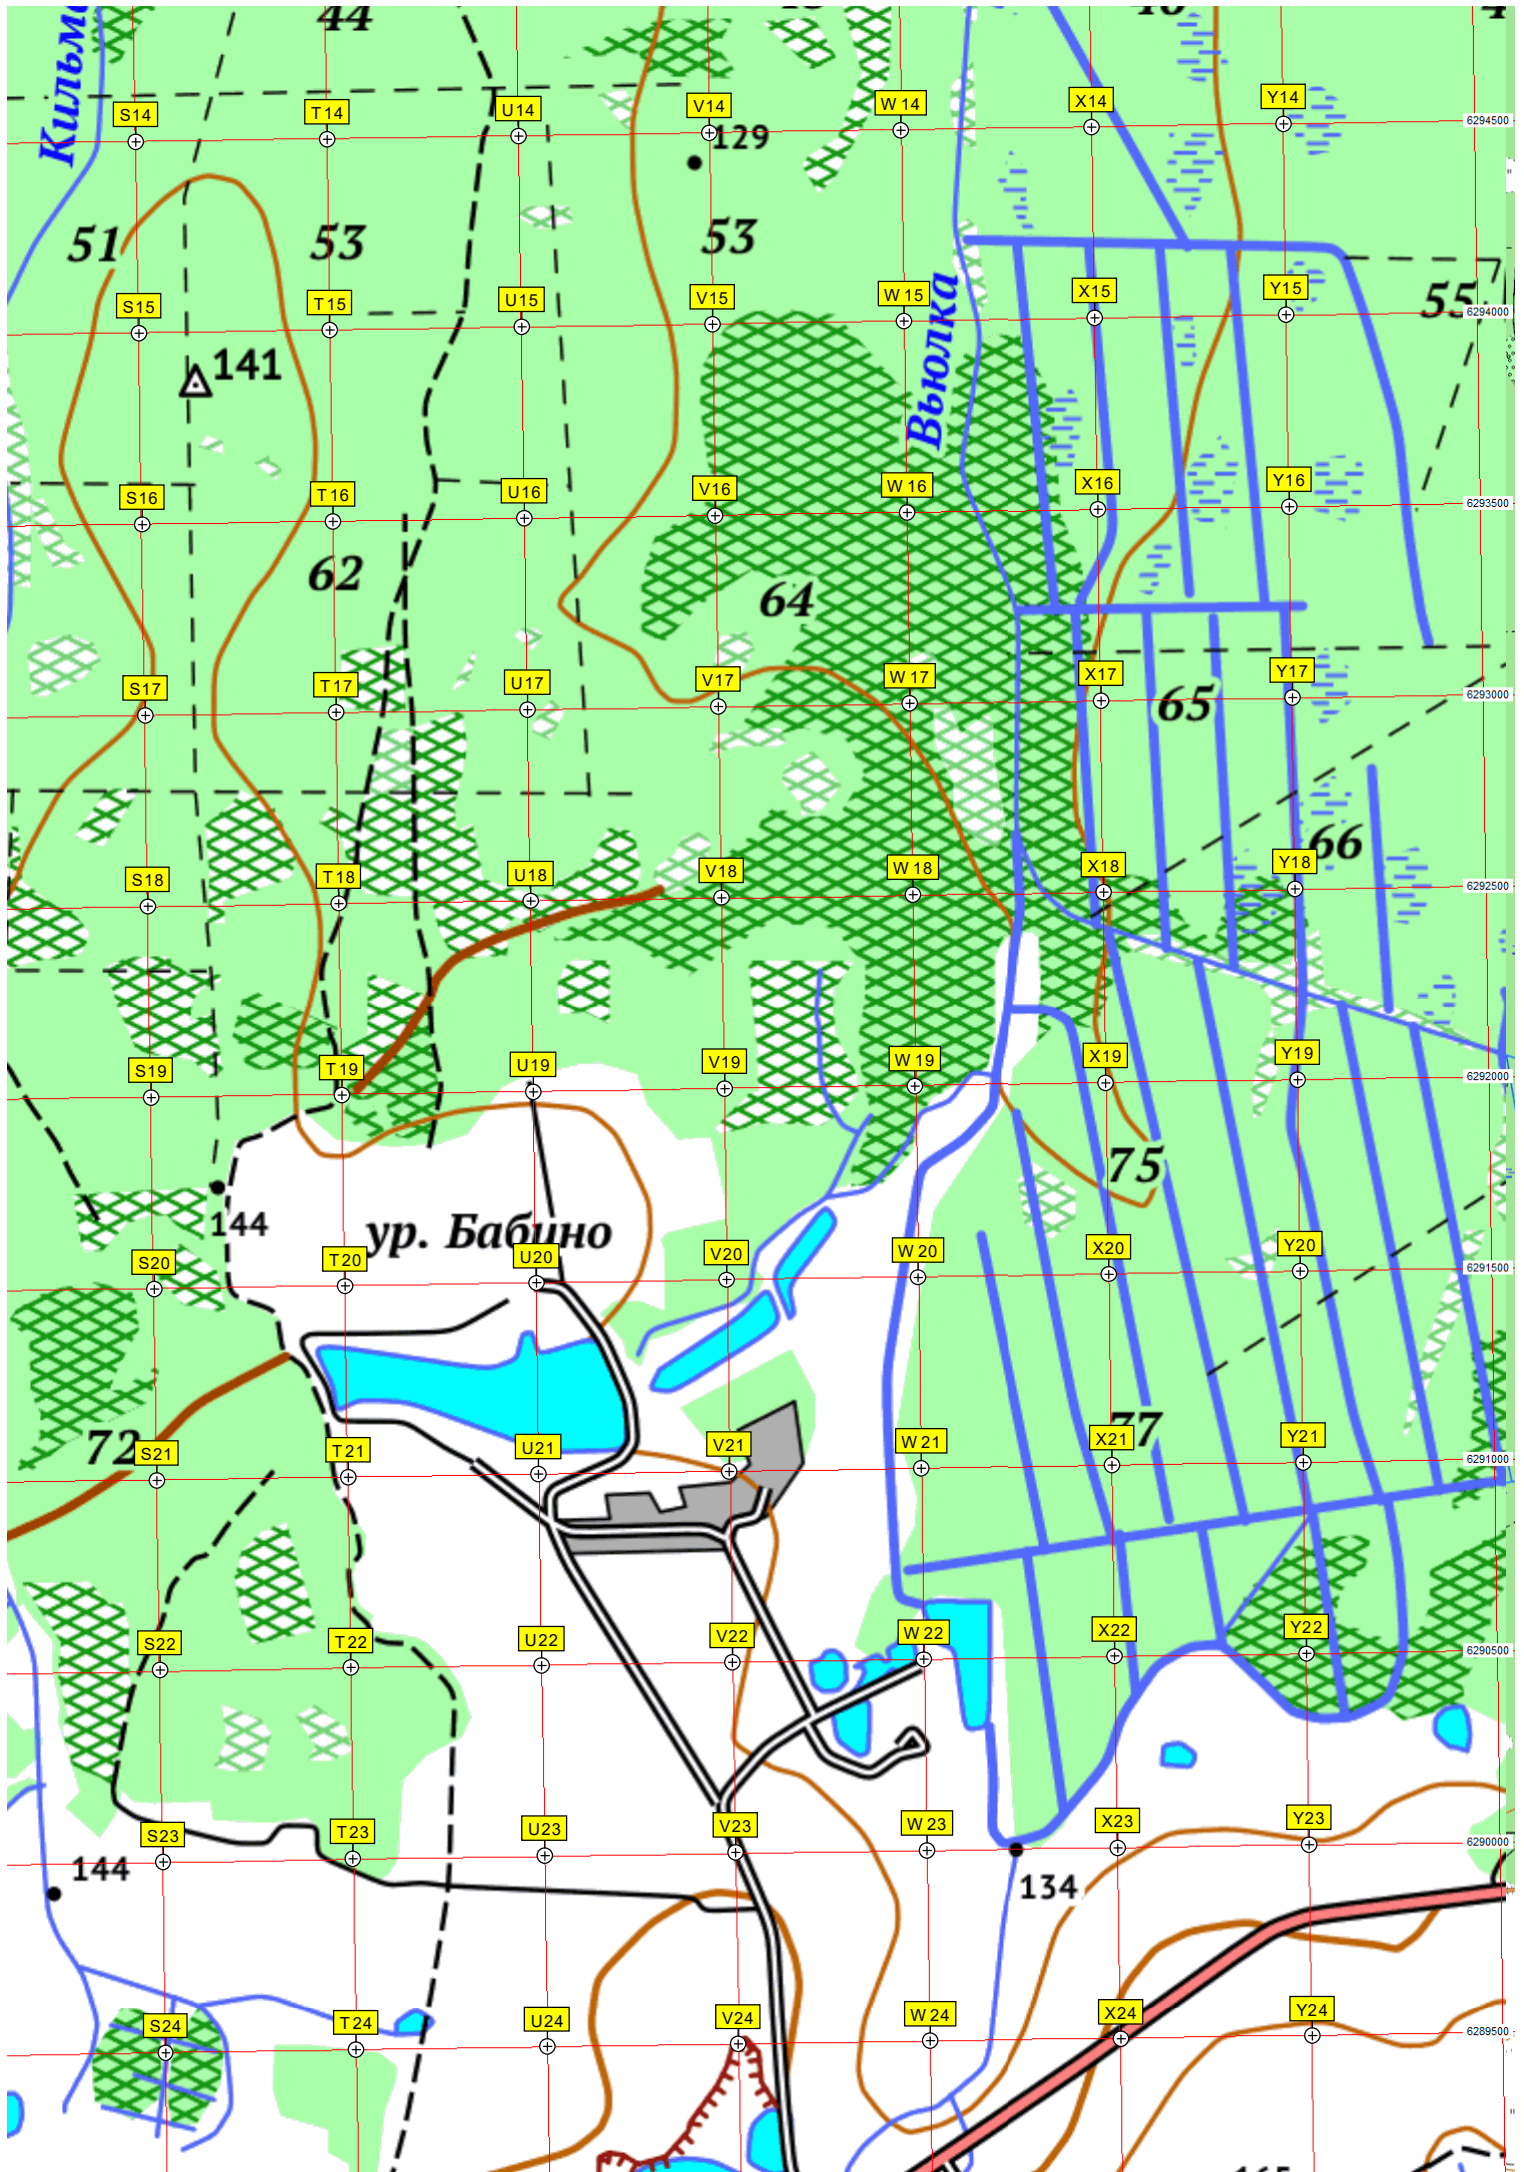 44
Кильм
S14
T14
U14
V14
W14
X14
Y14
6294500
129
51
53
53
S15
T15
U15
V15
W15
X15
Y15
55
6294000
141
Вьюлка
S16
T16
U16
V16
W16
X16
Y16
6293500
62
64
S17
T17
U17
V17
W17
X17
Y17
6293000
65
66
S18
T18
U18
V18
W18
X18
Y18
6292500
S19
T19
U19
V19
W19
X19
Y19
6292000
75
144
ур. Бабино
S20
T20
U20
V20
W20
X20
Y20
6291500
72
77
S21
T21
U21
V21
W21
X21
Y21
6291000
S22
T22
U22
V22
W22
X22
Y22
6290500
S23
T23
U23
V23
W23
X23
Y23
6290000
144
134
S24
T24
U24
V24
W24
X24
Y24
6289500